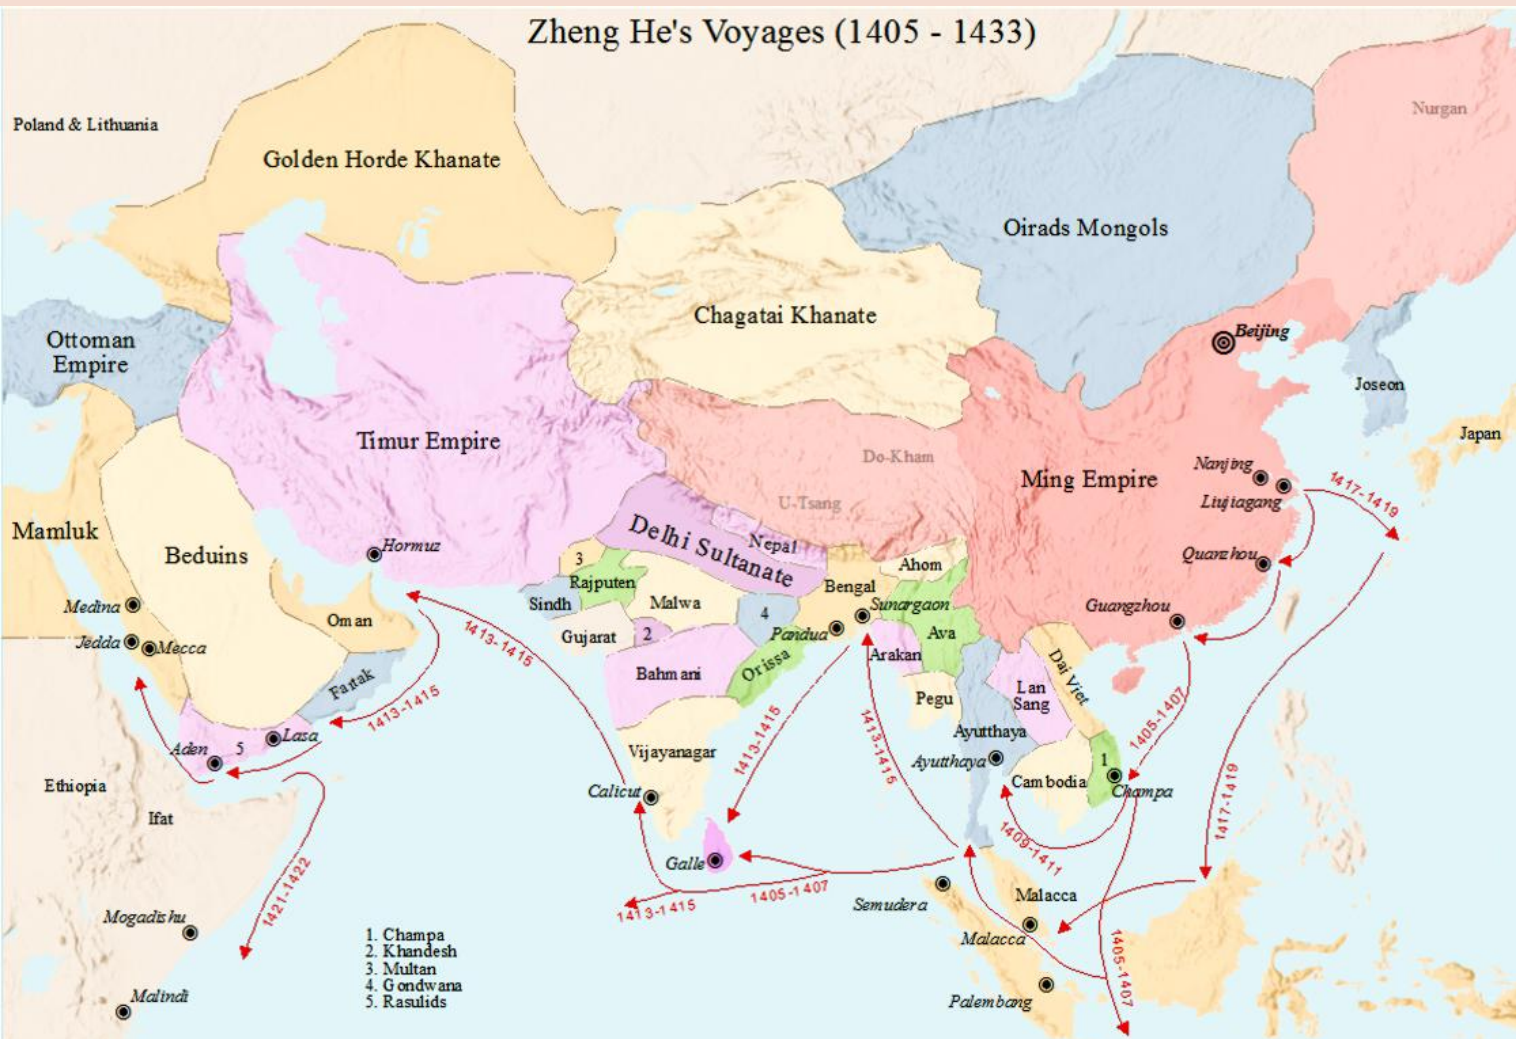 Zheng He's Voyages (1405 - 1433)
Nurgan
Poland & Lithuania
Golden Horde Khanate
Oirads Mongols
Chagatai Khanate
Beijing
Ottoman
Empire
Joseon
Timur Empire
Japan
Do-Kham
Ming Empire
Nanjing
Liujiagang
1417-1419
U-Tsang
Mamluk
Beduins
Hormuz
Delhi Sultanate
Nepal
Quanzhou
3
Rajputen
Ahom
Bengal
Medina
Sindh
Malwa
4
Sunargaon
Guangzhou
Oman
Gujarat
2
Pandua
Ava
Jedda
Mecca
1413-1415
Arakan
Bahmani
Orissa
Dai Viet
Fartak
Lan
Sang
Pegu
1413-1415
1405-1407
Aden
5
Lasa
Vijayanagar
1413-1415
1413-1415
Ayutthaya
Ayutthaya
1
Cambodia
Champa
Ethiopia
Calicut
1417-1419
Ifat
1409-1411
Galle
1421-1422
1405-1407
1413-1415
Semudera
Malacca
Mogadishu
Malacca
1405-1407
1. Champa
2. Khandesh
3. Multan
4. Gondwana
5. Rasulids
Malindi
Palembang